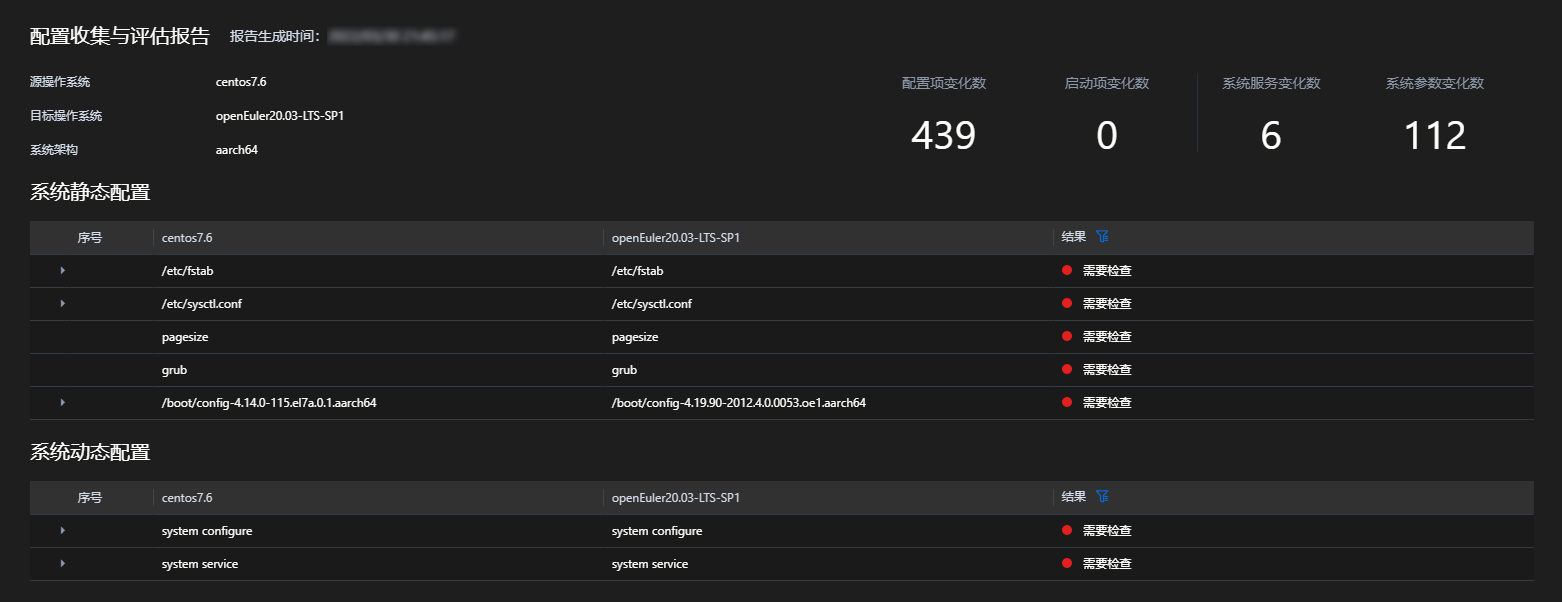 配置收集与评估报告 报告生成时间：
源操作系统 centos7.6
目标操作系统 openEuler20.03-LTS-SP1
系统架构 aarch64
配置项变化数 启动项变化数 系统服务变化数 系统参数变化数
439 0 6 112
系统静态配置
序号 centos7.6 openEuler20.03-LTS-SP1 结果
/etc/fstab /etc/fstab 需要检查
/etc/sysctl.conf /etc/sysctl.conf 需要检查
pagesize pagesize 需要检查
grub grub 需要检查
/boot/config-4.14.0-115.el7a.0.1.aarch64 /boot/config-4.19.90-2012.4.0.0053.oe1.aarch64 需要检查
系统动态配置
序号 centos7.6 openEuler20.03-LTS-SP1 结果
system configure system configure 需要检查
system service system service 需要检查